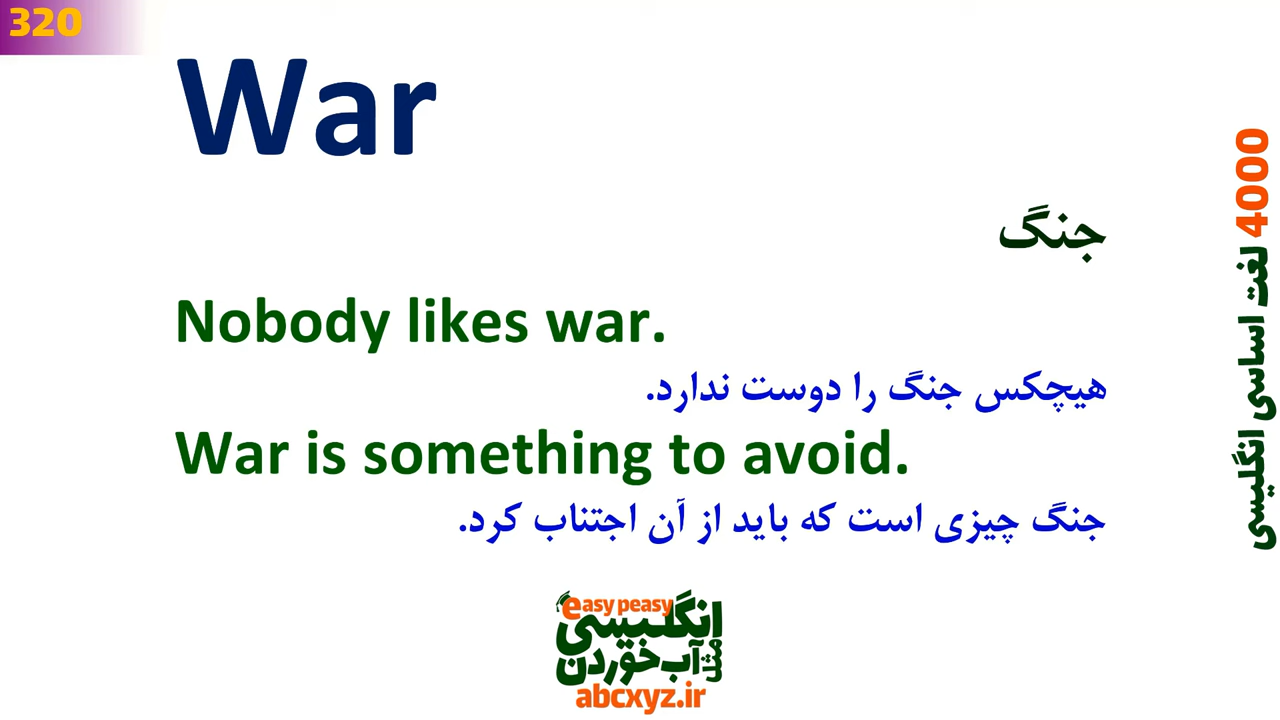 320
War
جنگ
Nobody likes war.
هیچکس جنگ را دوست ندارد.
War is something to avoid.
جنگ چیزی است که باید از آن اجتناب کرد.
4000 لغت اساسی انگلیسی
easy peasy
انگلیسی
مثل
آب خوردن
abcxyz.ir